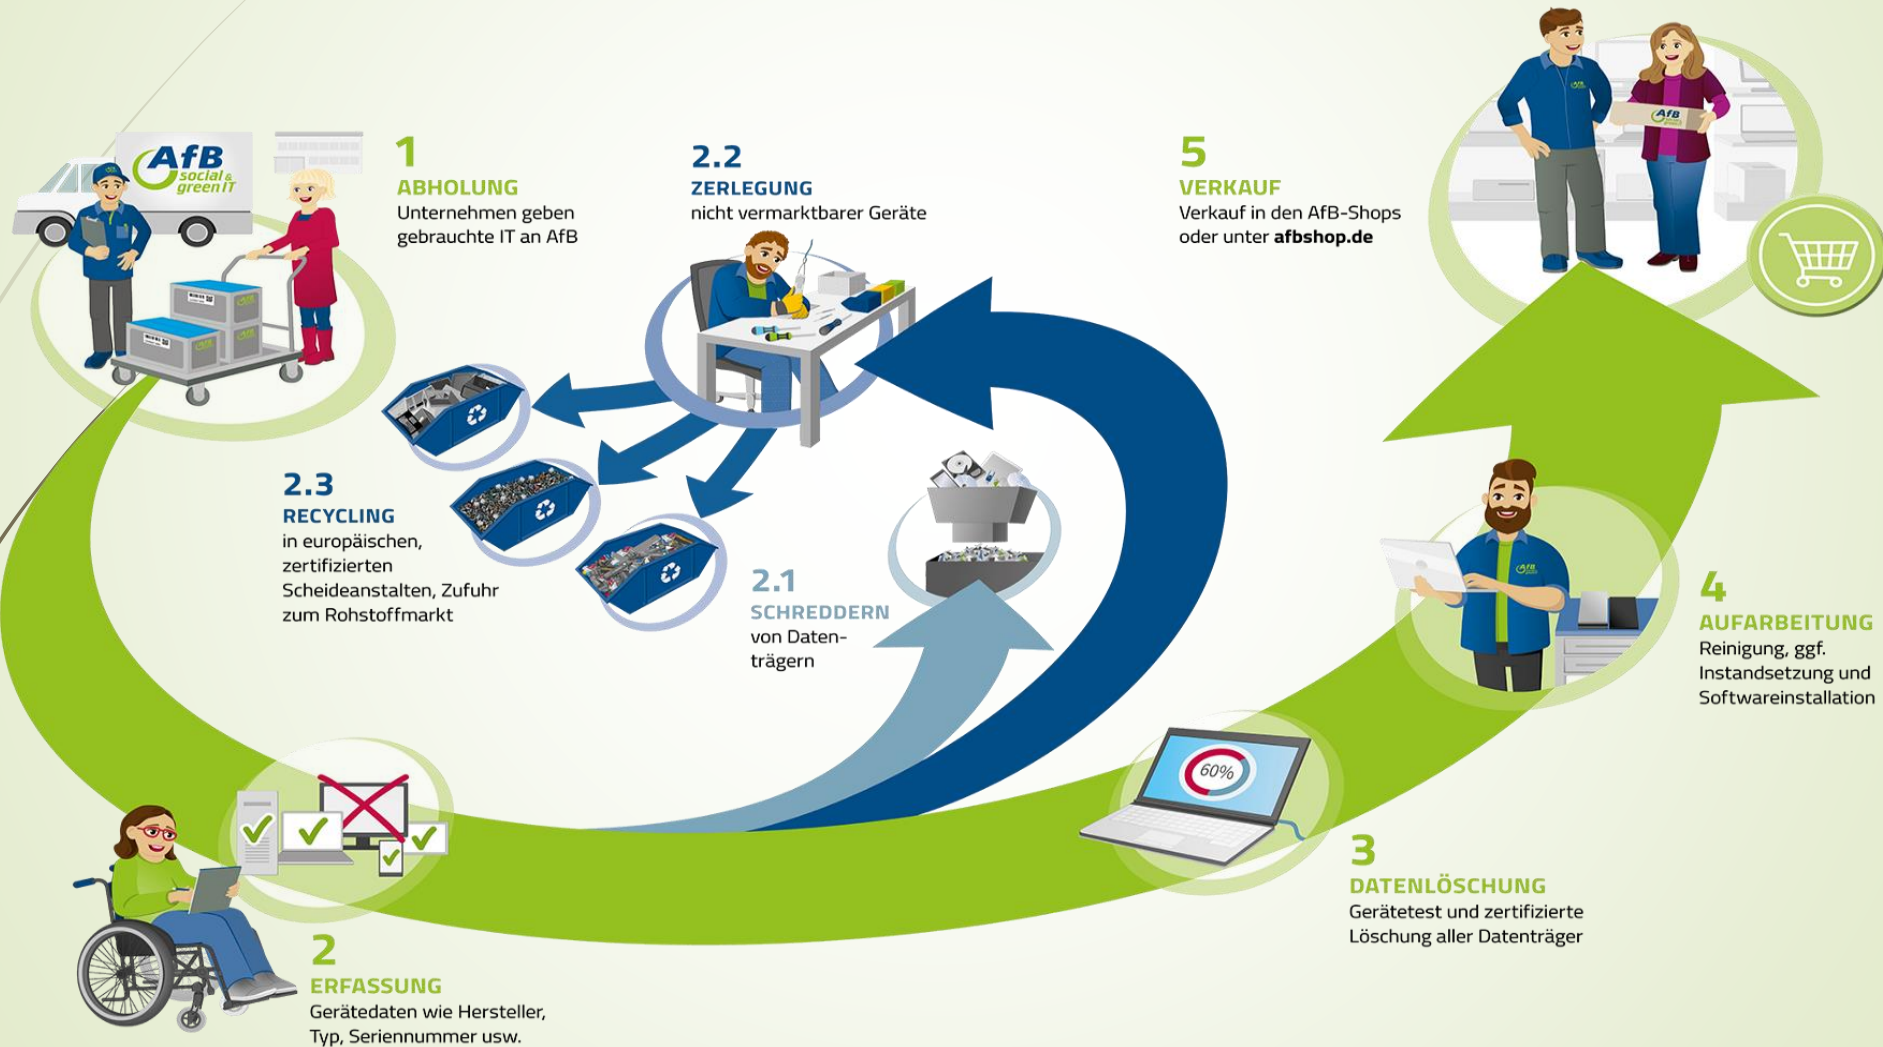 AfB
social &
green IT
1
ABHOLUNG
Unternehmen geben
gebrauchte IT an AfB
2.2
ZERLEGUNG
nicht vermarktbarer Geräte
5
VERKAUF
Verkauf in den AfB-Shops
oder unter afbshop.de
AfB
2.3
RECYCLING
in europäischen,
zertifizierten
Scheideanstalten, Zufuhr
zum Rohstoffmarkt
2.1
SCHREDDERN
von Daten-
trägern
4
AUFARBEITUNG
Reinigung, ggf.
Instandsetzung und
Softwareinstallation
60%
3
DATENLÖSCHUNG
Gerätetest und zertifizierte
Löschung aller Datenträger
2
ERFASSUNG
Gerätedaten wie Hersteller,
Typ, Seriennummer usw.